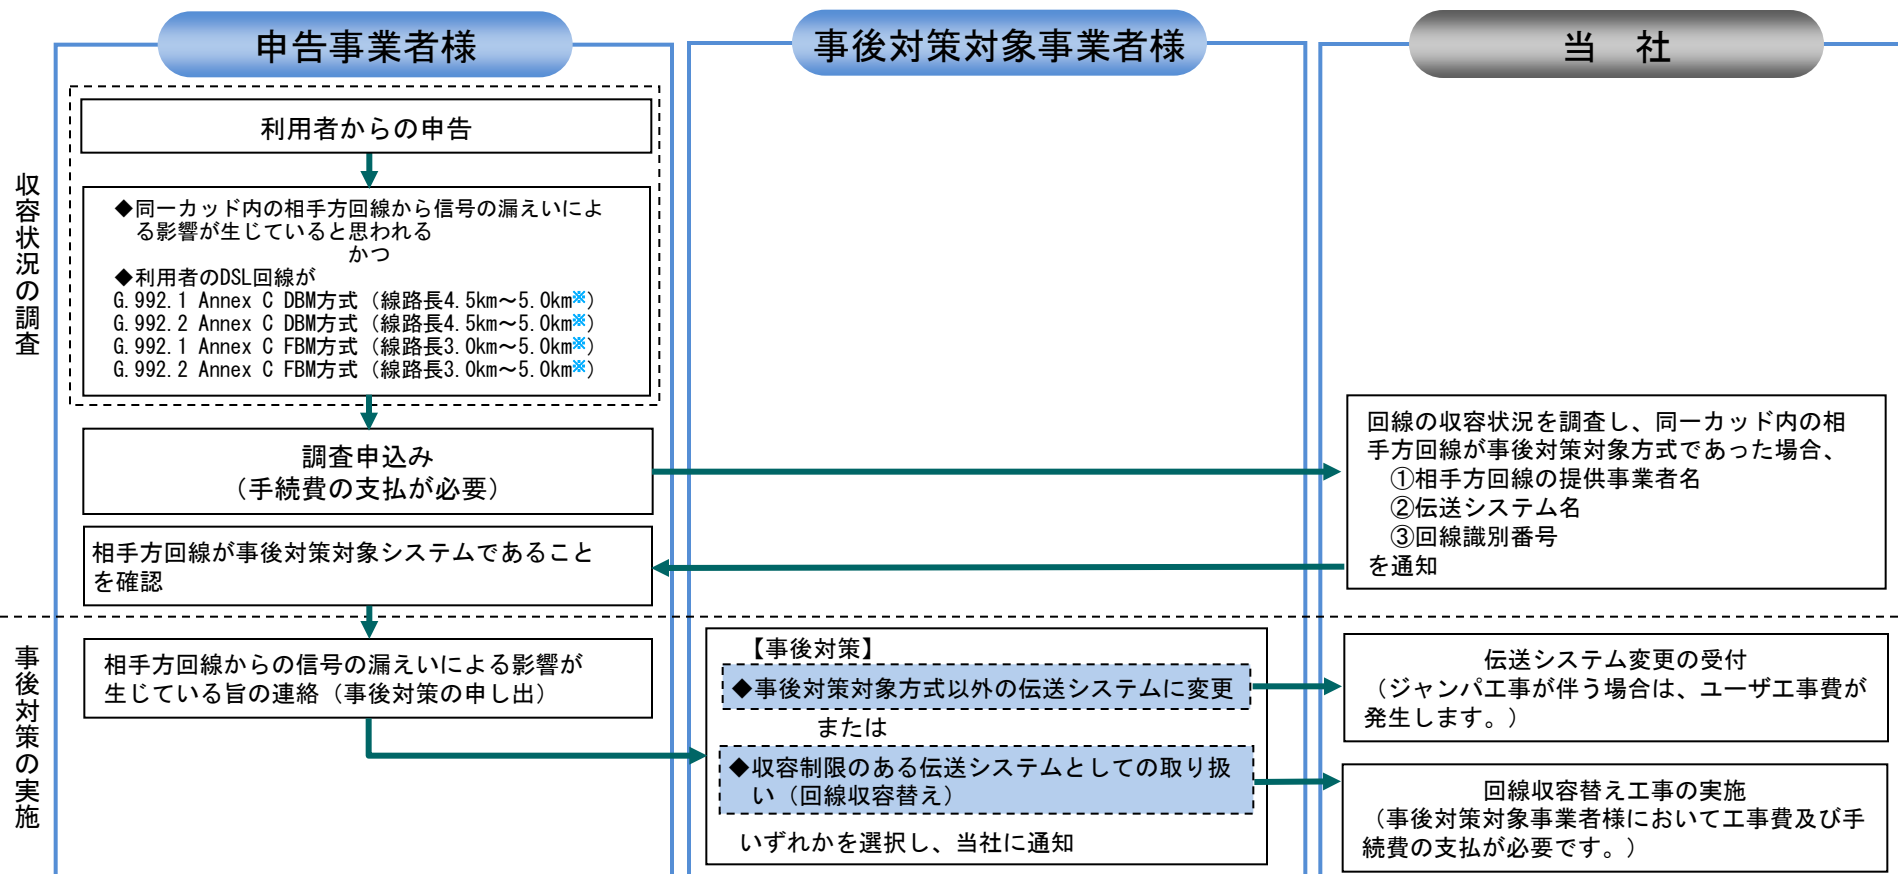 申告事業者様
事後対策対象事業者様
当　社
収容状況の調査
利用者からの申告
◆同一カッド内の相手方回線から信号の漏えいによ
る影響が生じていると思われる
かつ
◆利用者のDSL回線が
G.992.1 Annex C DBM方式（線路長4.5km～5.0km※）
G.992.2 Annex C DBM方式（線路長4.5km～5.0km※）
G.992.1 Annex C FBM方式（線路長3.0km～5.0km※）
G.992.2 Annex C FBM方式（線路長3.0km～5.0km※）
調査申込み
（手続費の支払が必要）
回線の収容状況を調査し、同一カッド内の相
手方回線が事後対策対象方式であった場合、
①相手方回線の提供事業者名
②伝送システム名
③回線識別番号
を通知
相手方回線が事後対策対象システムであること
を確認
事後対策の実施
相手方回線からの信号の漏えいによる影響が
生じている旨の連絡（事後対策の申し出）
【事後対策】
◆事後対策対象方式以外の伝送システムに変更
または
◆収容制限のある伝送システムとしての取り扱
い（回線収容替え）
いずれかを選択し、当社に通知
伝送システム変更の受付
（ジャンパ工事が伴う場合は、ユーザ工事費が
発生します。）
回線収容替え工事の実施
（事後対策対象事業者様において工事費及び手
続費の支払が必要です。）